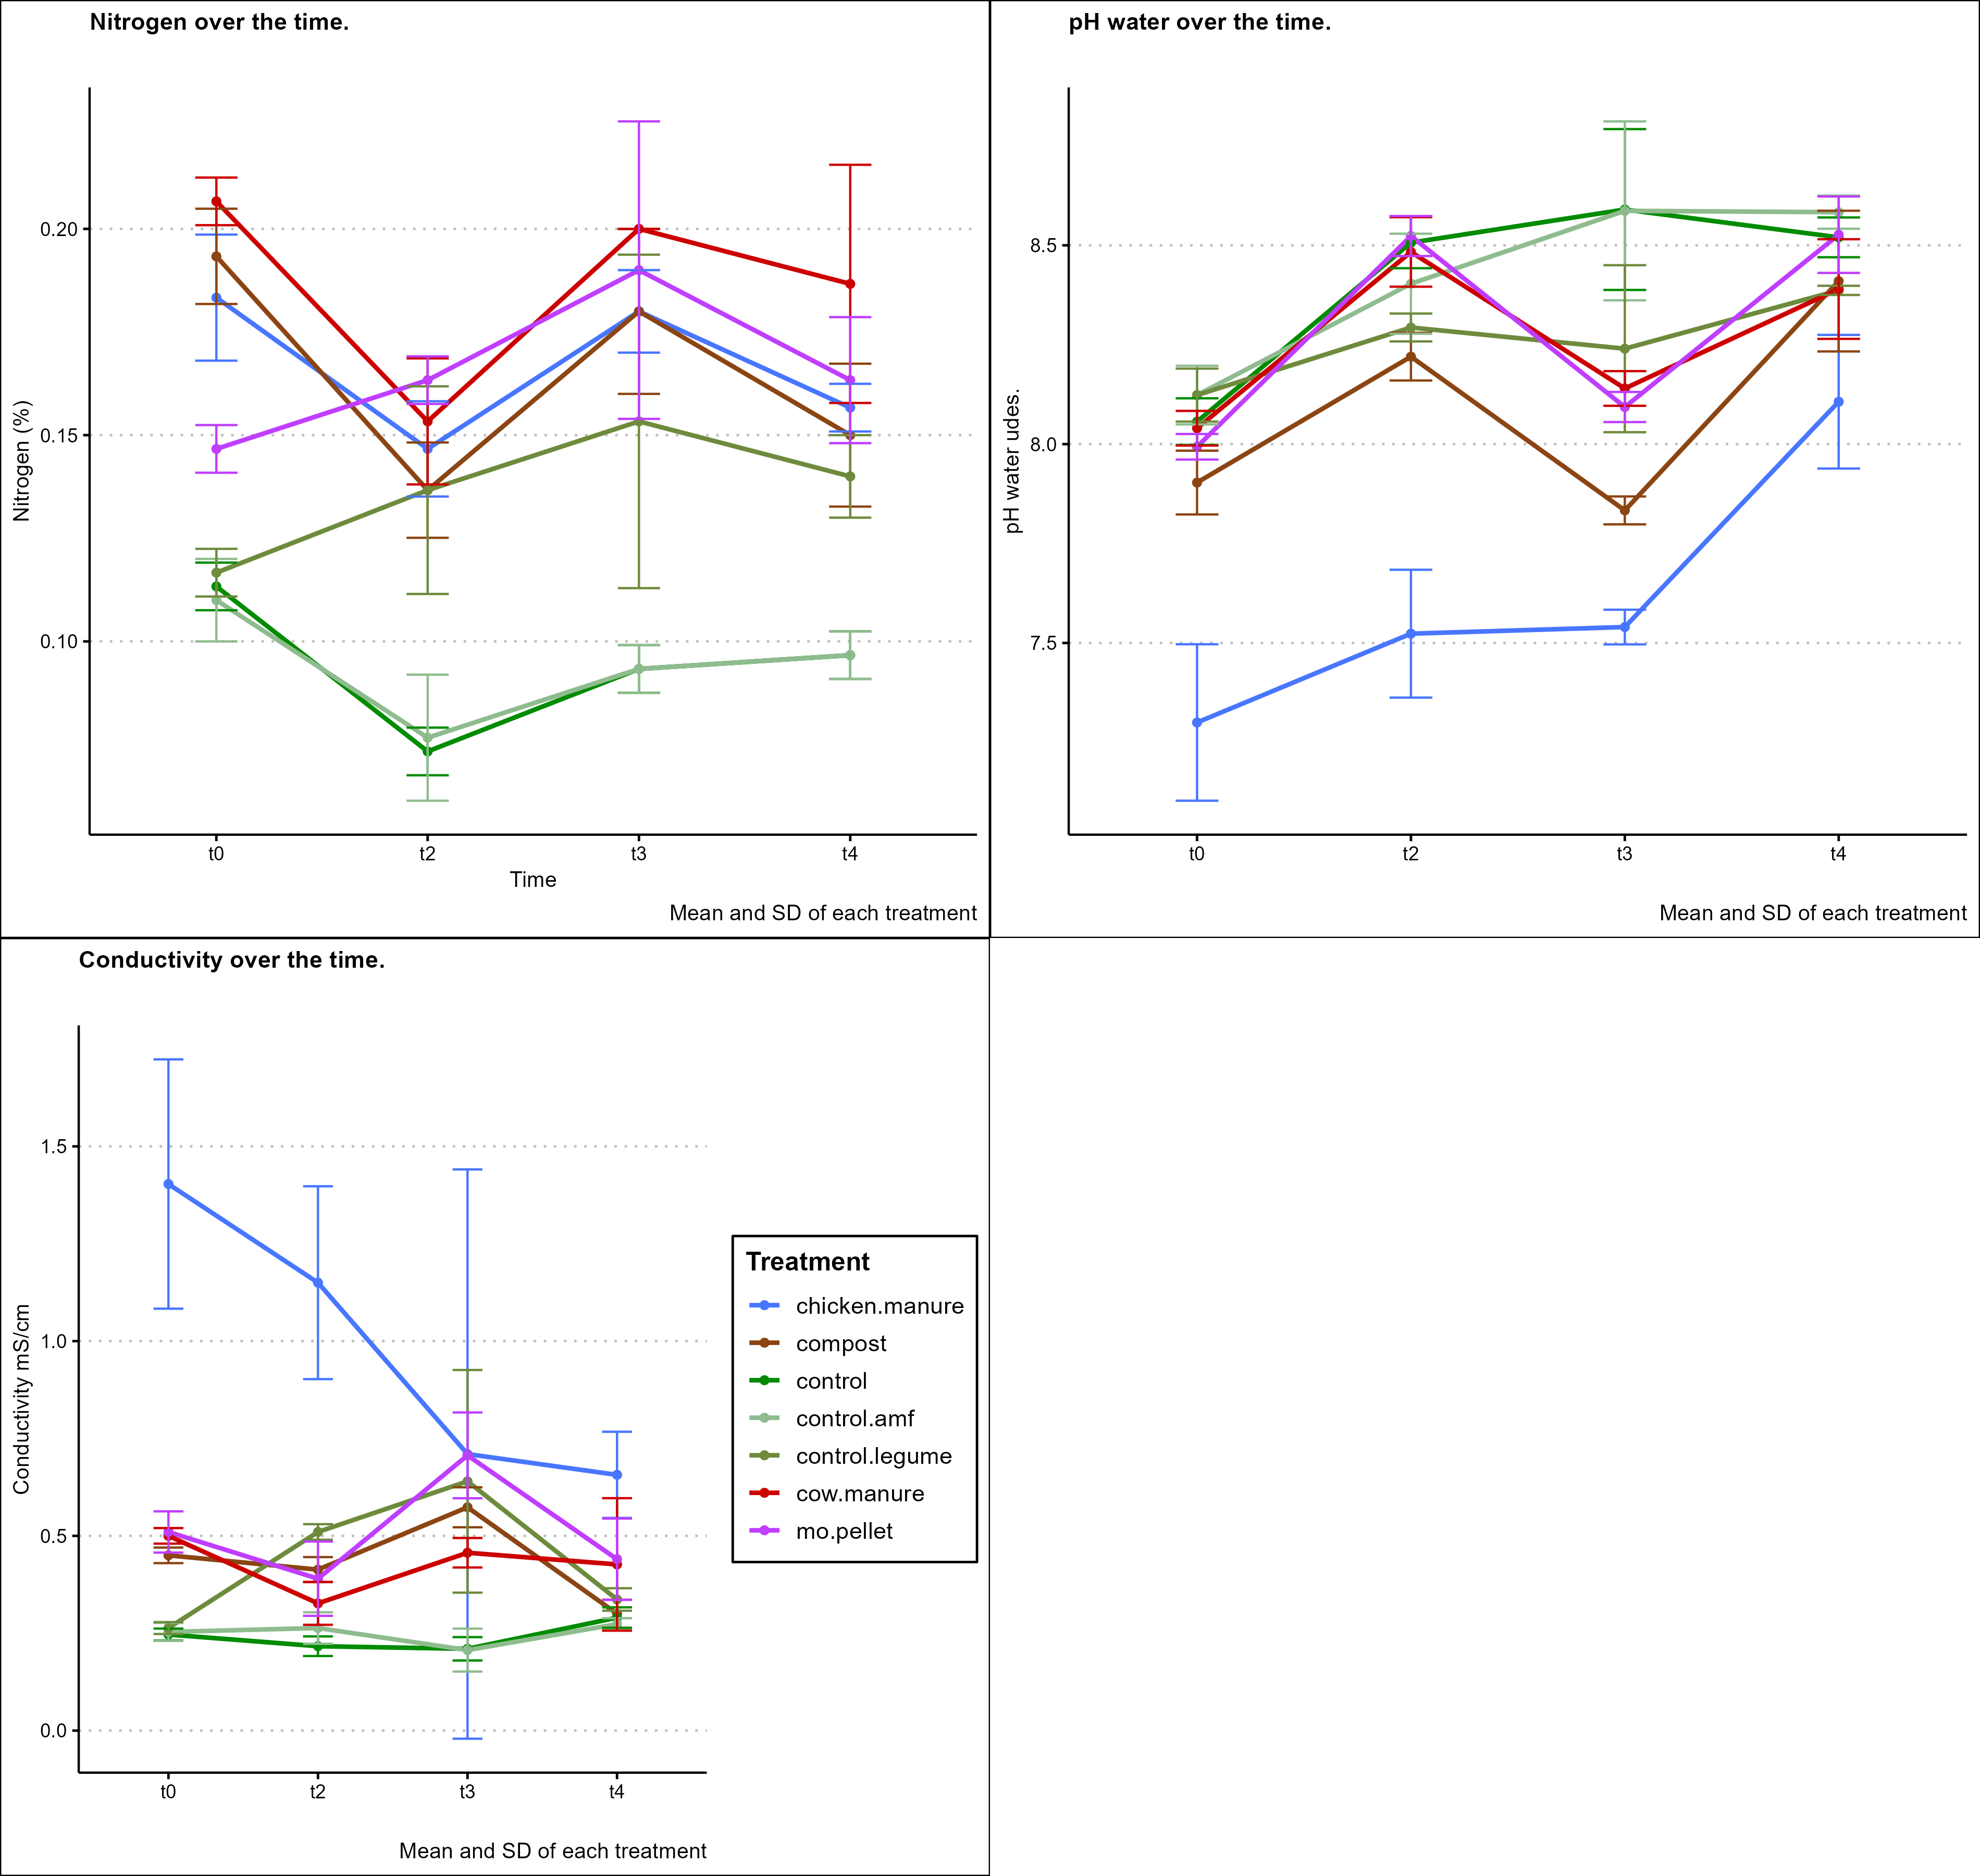 Nitrogen over the time.
Nitrogen (%)
0.20
0.15
0.10
t0 t2 t3 t4
Time
Mean and SD of each treatment
pH water over the time.
pH water udes.
8.5
8.0
7.5
t0 t2 t3 t4
Mean and SD of each treatment
Conductivity over the time.
Conductivity mS/cm
1.5
1.0
0.5
0.0
t0 t2 t3 t4
Mean and SD of each treatment
Treatment
chicken.manure
compost
control
control.amf
control.legume
cow.manure
mo.pellet